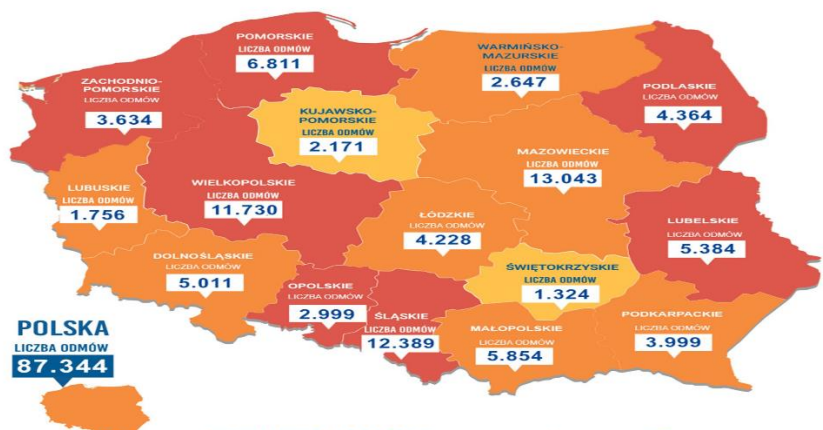 POMORSKIE
LICZBA ODMÓW
6.811
WARMIŃSKO-
MAZURSKIE
LICZBA ODMÓW
2.647
ZACHODNIO-
POMORSKIE
LICZBA ODMÓW
3.634
PODLASKIE
LICZBA ODMÓW
4.364
KUJAWSKO-
POMORSKIE
LICZBA ODMÓW
2.171
MAZOWIECKIE
LICZBA ODMÓW
13.043
LUBUSKIE
LICZBA ODMÓW
1.756
WIELKOPOLSKIE
LICZBA ODMÓW
11.730
ŁÓDZKIE
LICZBA ODMÓW
4.228
LUBELSKIE
LICZBA ODMÓW
5.384
DOLNOŚLĄSKIE
LICZBA ODMÓW
5.011
OPOLSKIE
LICZBA ODMÓW
2.999
ŚLĄSKIE
LICZBA ODMÓW
12.389
ŚWIĘTOKRZYSKIE
LICZBA ODMÓW
1.324
MAŁOPOLSKIE
LICZBA ODMÓW
5.854
PODKARPACKIE
LICZBA ODMÓW
3.999
POLSKA
LICZBA ODMÓW
87.344